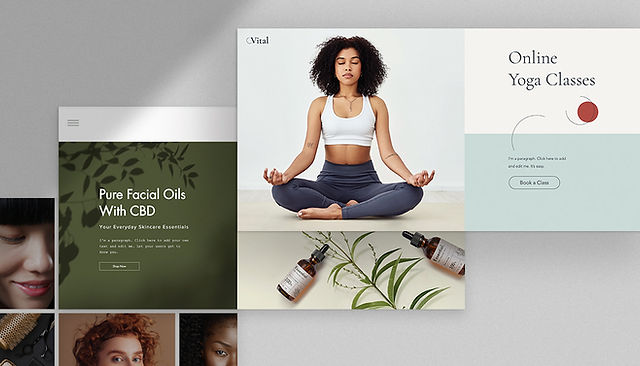 Vital
Online
Yoga Classes
I'm a paragraph. Click here to add
and edit me. It's easy.
Book a Class
Pure Facial Oils
With CBD
Your Everyday Skincare Essentials
I'm a paragraph. Click here to add your own
text and edit me, let your users get to
know you.
Shop Now